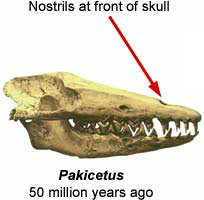 Nostrils at front of skull
Pakicetus
50 million years ago